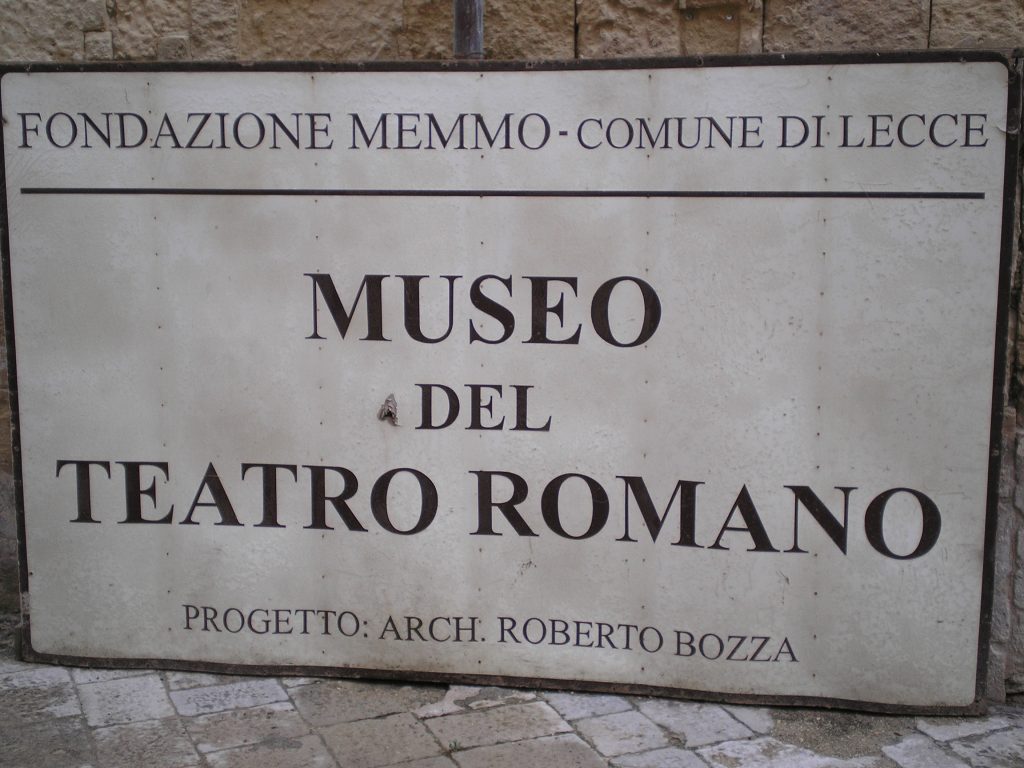 FONDAZIONE MEMMO - COMUNE DI LECCE
MUSEO
DEL
TEATRO ROMANO
PROGETTO: ARCH. ROBERTO BOZZA